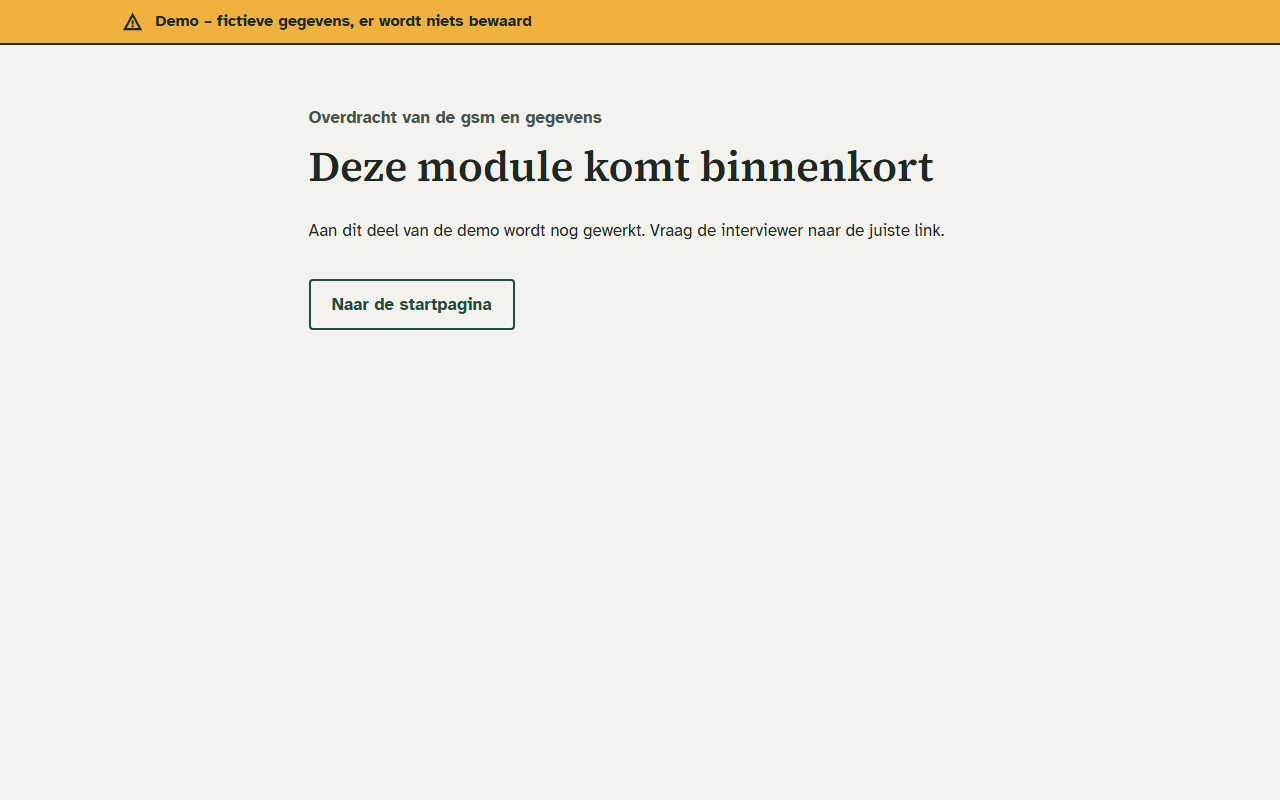 Demo – fictieve gegevens, er wordt niets bewaard
Overdracht van de gsm en gegevens
Deze module komt binnenkort
Aan dit deel van de demo wordt nog gewerkt. Vraag de interviewer naar de juiste link.
Naar de startpagina